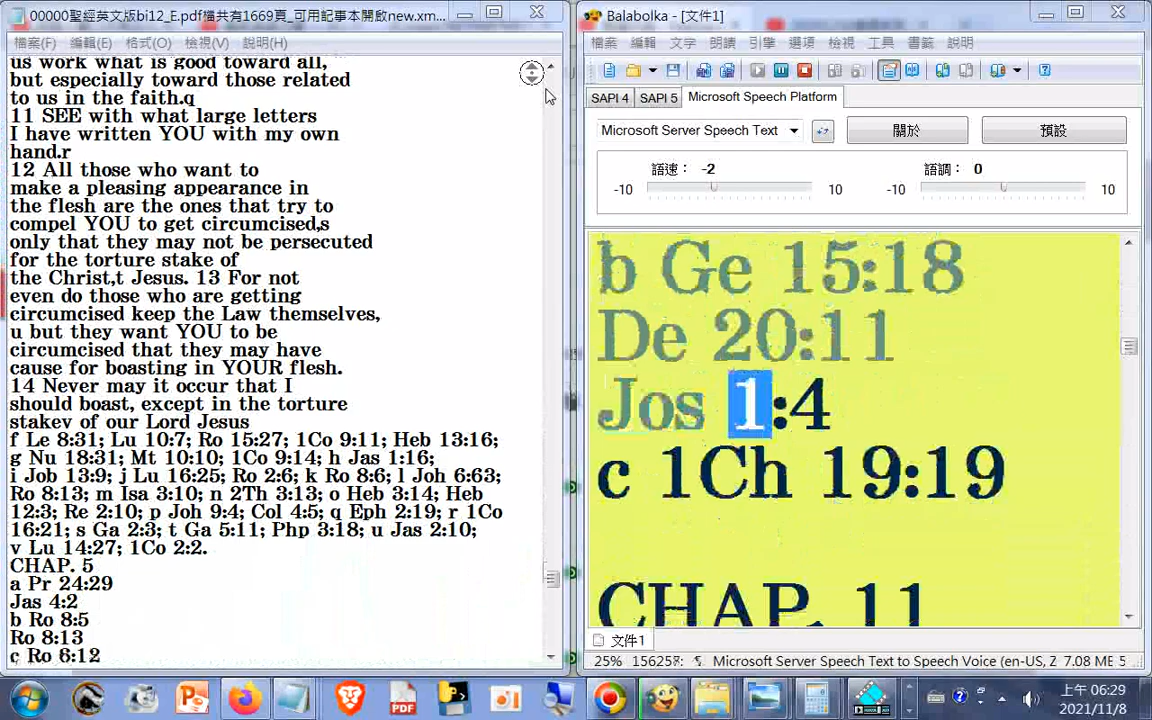 00000聖經英文版bi12_E.pdf檔共有1669頁_可用記事本開啟new.xm...
檔案(F) 編輯(E) 格式(O) 檢視(V) 說明(H)
us work what is good toward all,
but especially toward those related
to us in the faith.q
11 SEE with what large letters
I have written YOU with my own
hand.r
12 All those who want to
make a pleasing appearance in
the flesh are the ones that try to
compel YOU to get circumcised,s
only that they may not be persecuted
for the torture stake of
the Christ,t Jesus. 13 For not
even do those who are getting
circumcised keep the Law themselves,
u but they want YOU to be
circumcised that they may have
cause for boasting in YOUR flesh.
14 Never may it occur that I
should boast, except in the torture
stakev of our Lord Jesus
f Le 8:31; Lu 10:7; Ro 15:27; 1Co 9:11; Heb 13:16;
g Nu 18:31; Mt 10:10; 1Co 9:14; h Jas 1:16;
i Job 13:9; j Lu 16:25; Ro 2:6; k Ro 8:6; l Joh 6:63;
Ro 8:13; m Isa 3:10; n 2Th 3:13; o Heb 3:14; Heb
12:3; Re 2:10; p Joh 9:4; Col 4:5; q Eph 2:19; r 1Co
16:21; s Ga 2:3; t Ga 5:11; Php 3:18; u Jas 2:10;
v Lu 14:27; 1Co 2:2.
CHAP. 5
a Pr 24:29
Jas 4:2
b Ro 8:5
Ro 8:13
c Ro 6:12
Balabolka - [文件1]
檔案 編輯 文字 朗讀 引擎 選項 檢視 工具 書籤 說明
SAPI 4 SAPI 5 Microsoft Speech Platform
Microsoft Server Speech Text 關於 預設
語速： -2 語調： 0
-10 10 -10 10
b Ge 15:18
De 20:11
Jos 1:4
c 1Ch 19:19
CHAP. 11
文件1
25% Microsoft Server Speech Text to Speech Voice (en-US, Z 7.08 MB
上午 06:29
2021/11/8